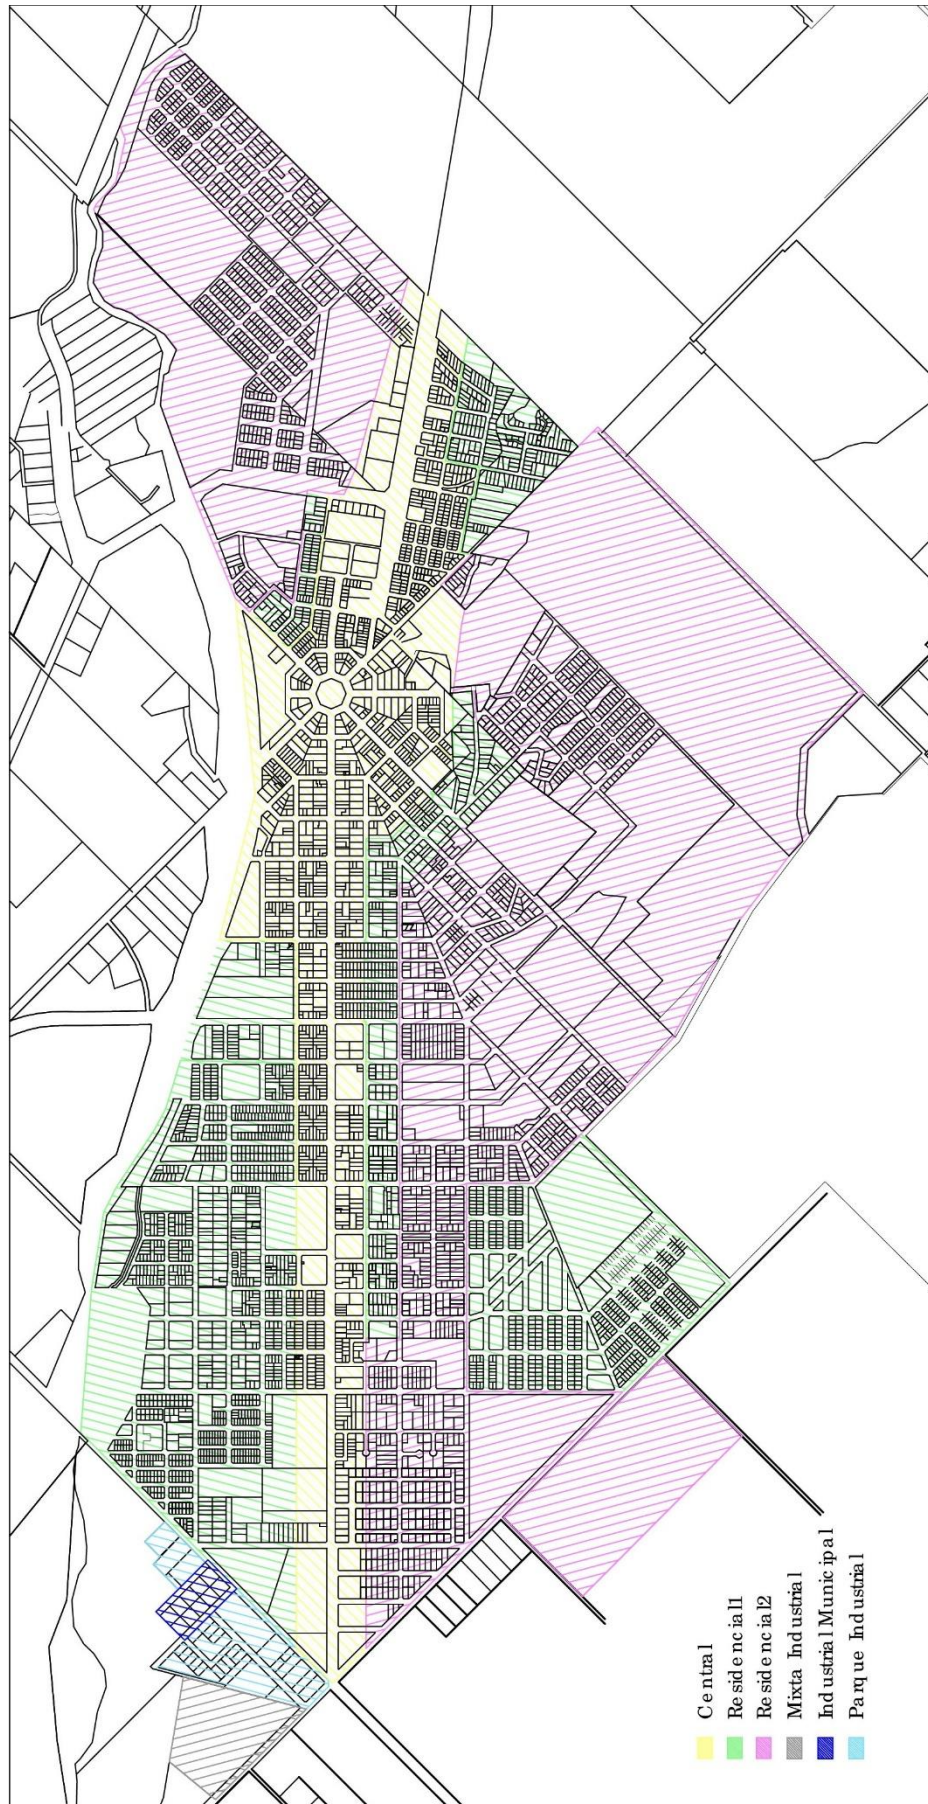 Central
Residencial1
Residencial2
Mixta Industrial
Industrial Municipal
Parque Industrial